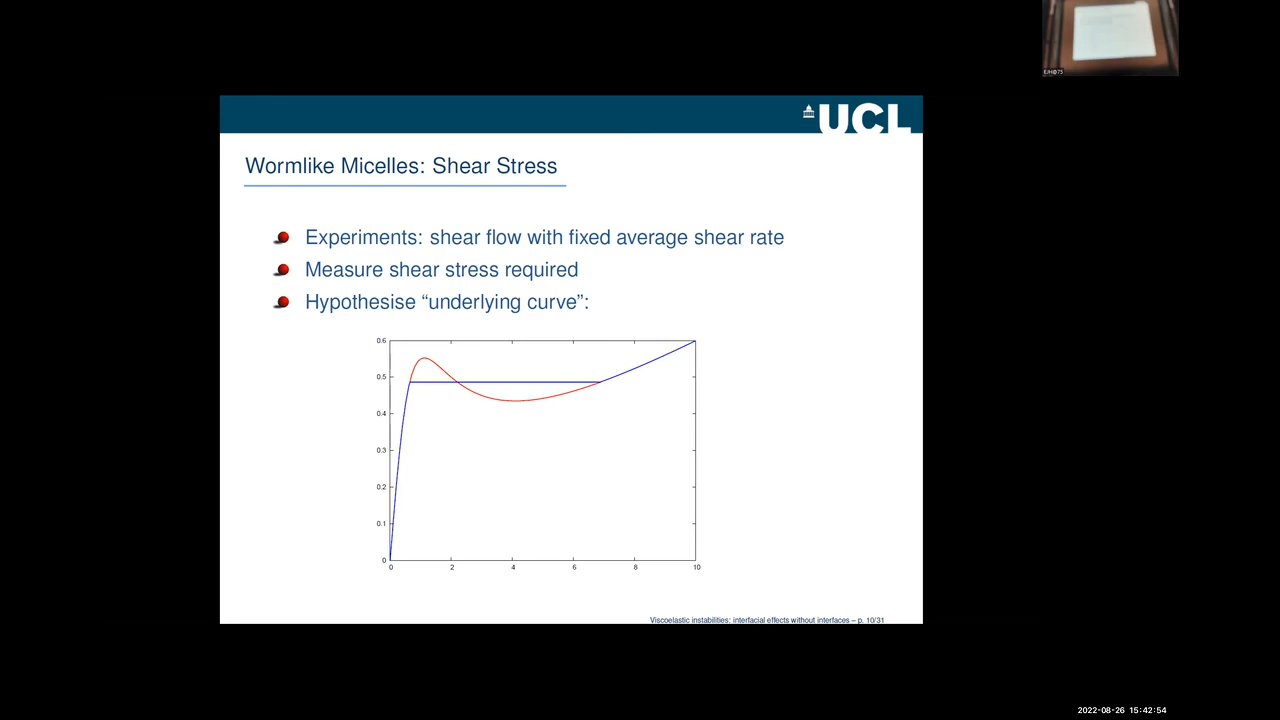 EJH@75
UCL
Wormlike Micelles: Shear Stress
Experiments: shear flow with fixed average shear rate
Measure shear stress required
Hypothesise “underlying curve”:
0.6
0.5
0.4
0.3
0.2
0.1
0
0 2 4 6 8 10
Viscoelastic instabilities: interfacial effects without interfaces – p. 10/31
2022-08-26 15:42:54